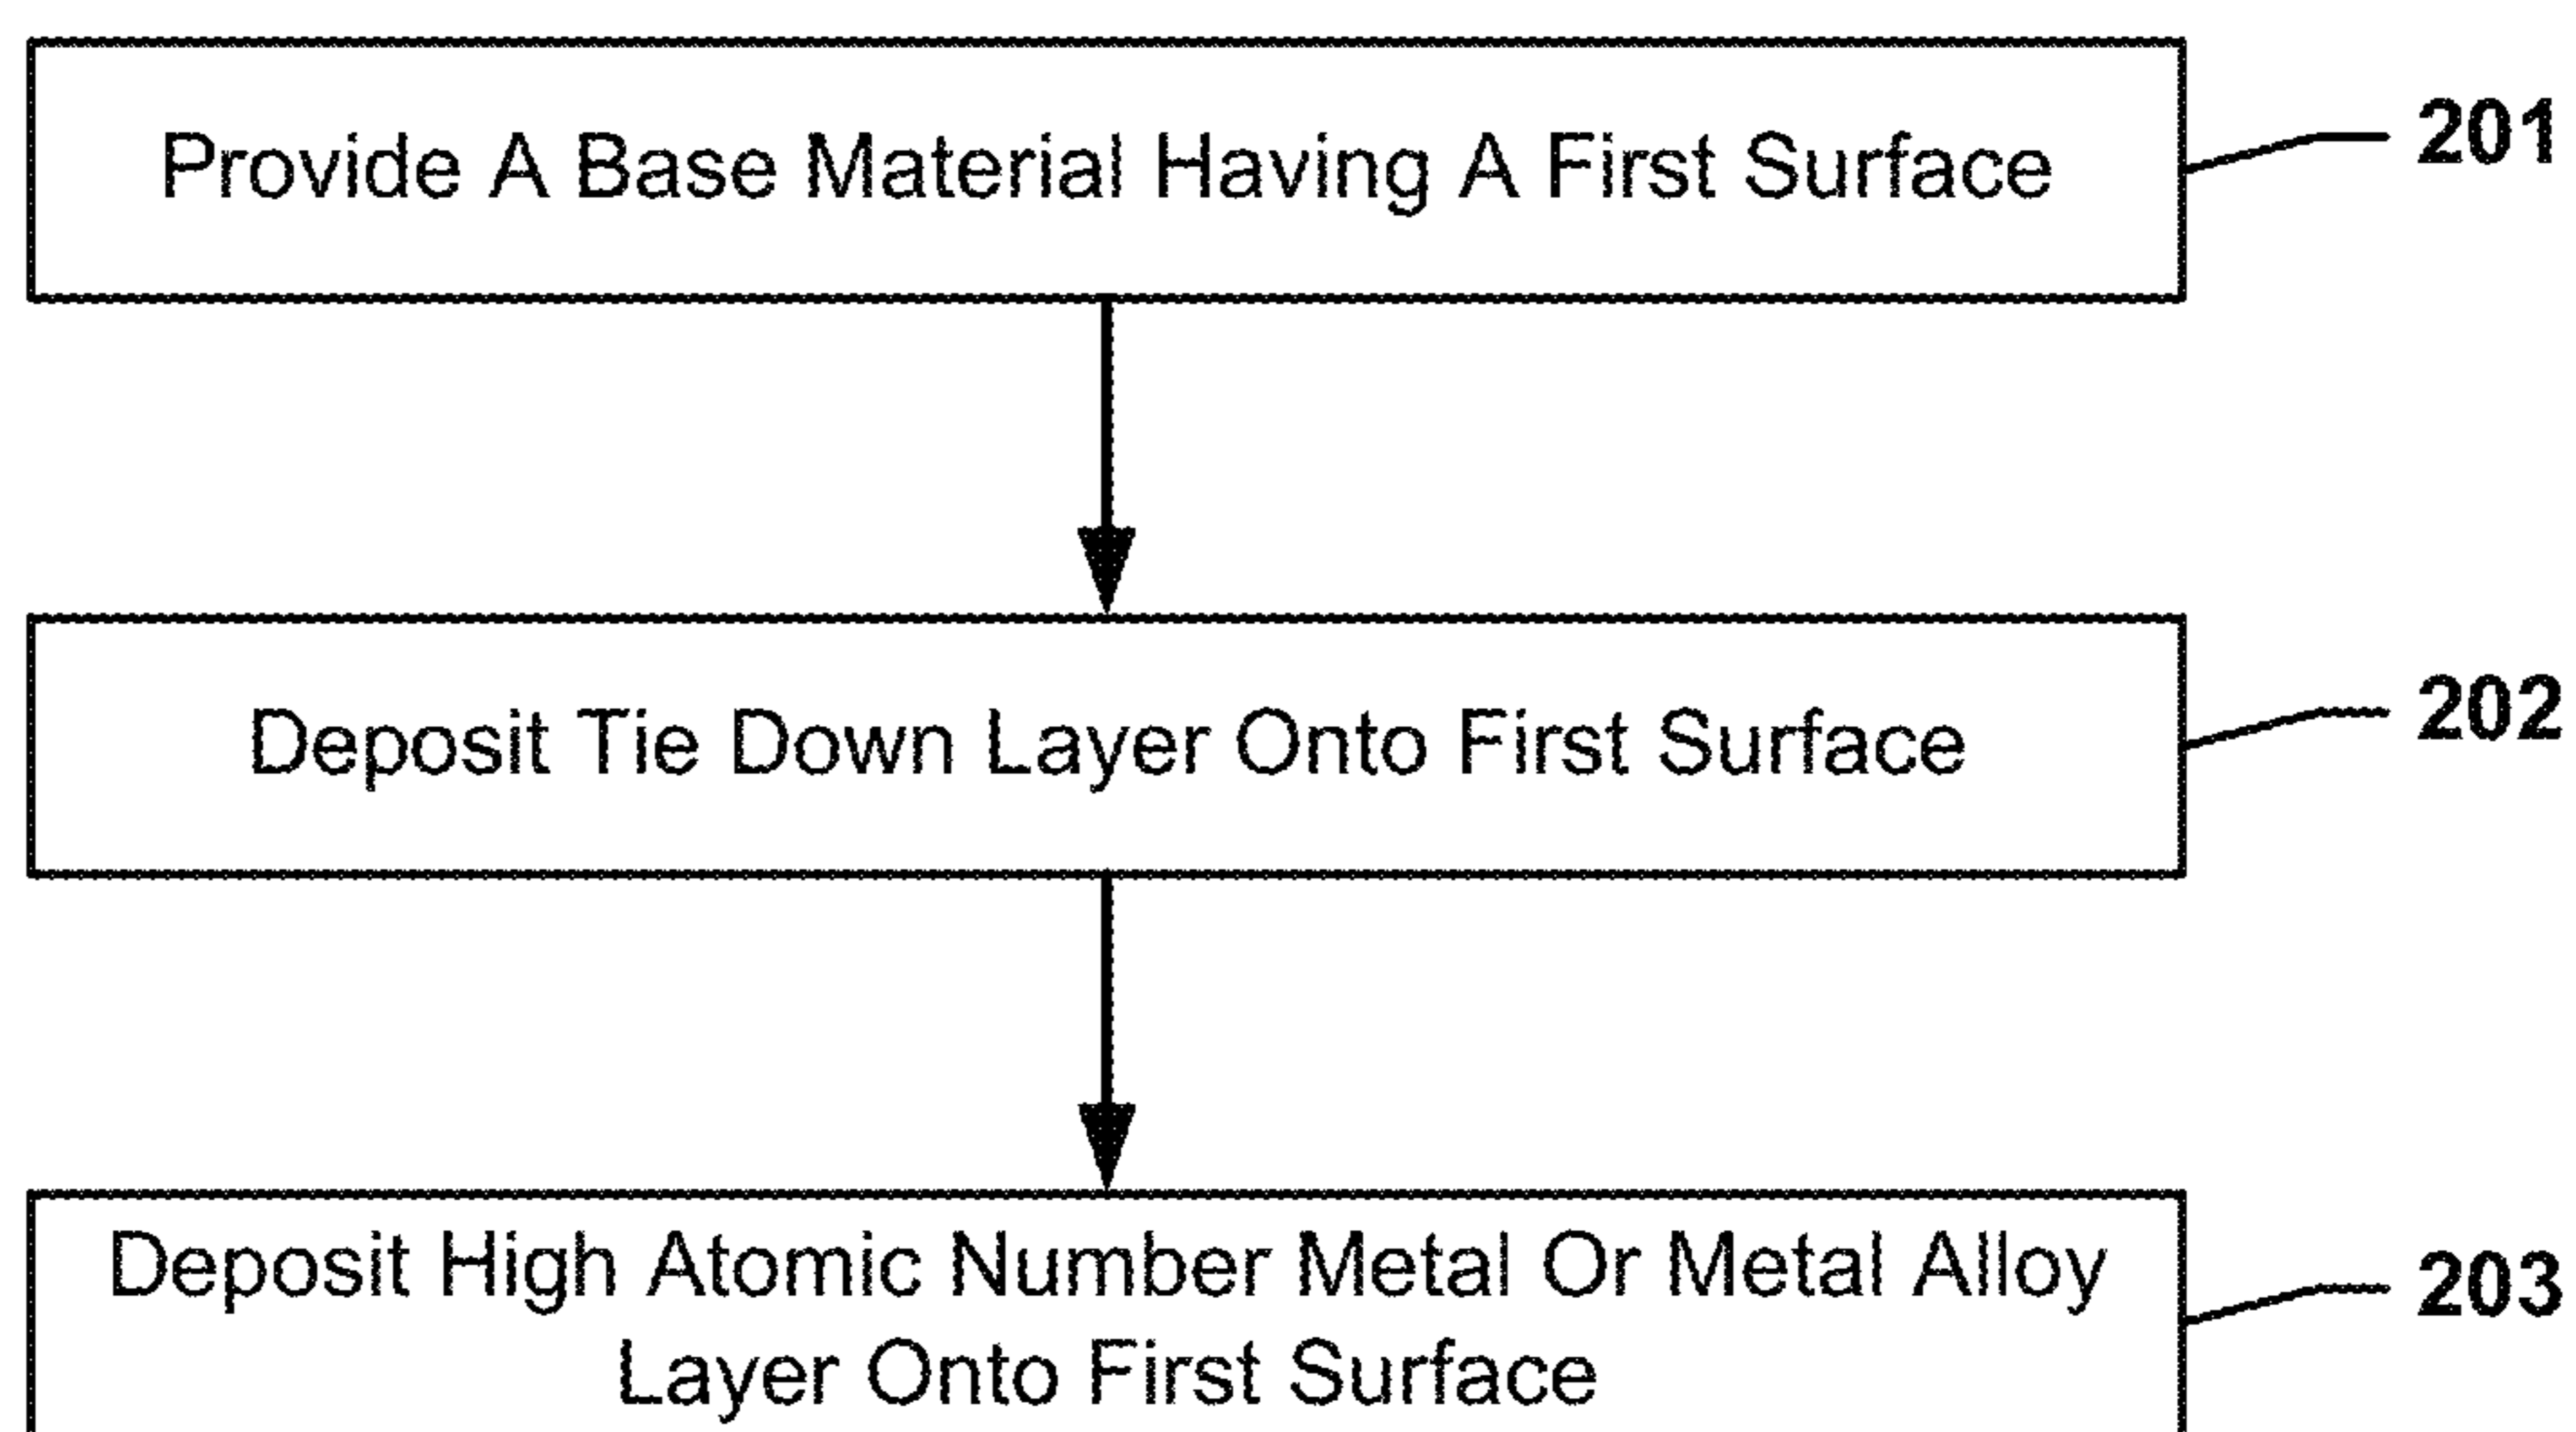 Provide A Base Material Having A First Surface
201
Deposit Tie Down Layer Onto First Surface
202
Deposit High Atomic Number Metal Or Metal Alloy
Layer Onto First Surface
203